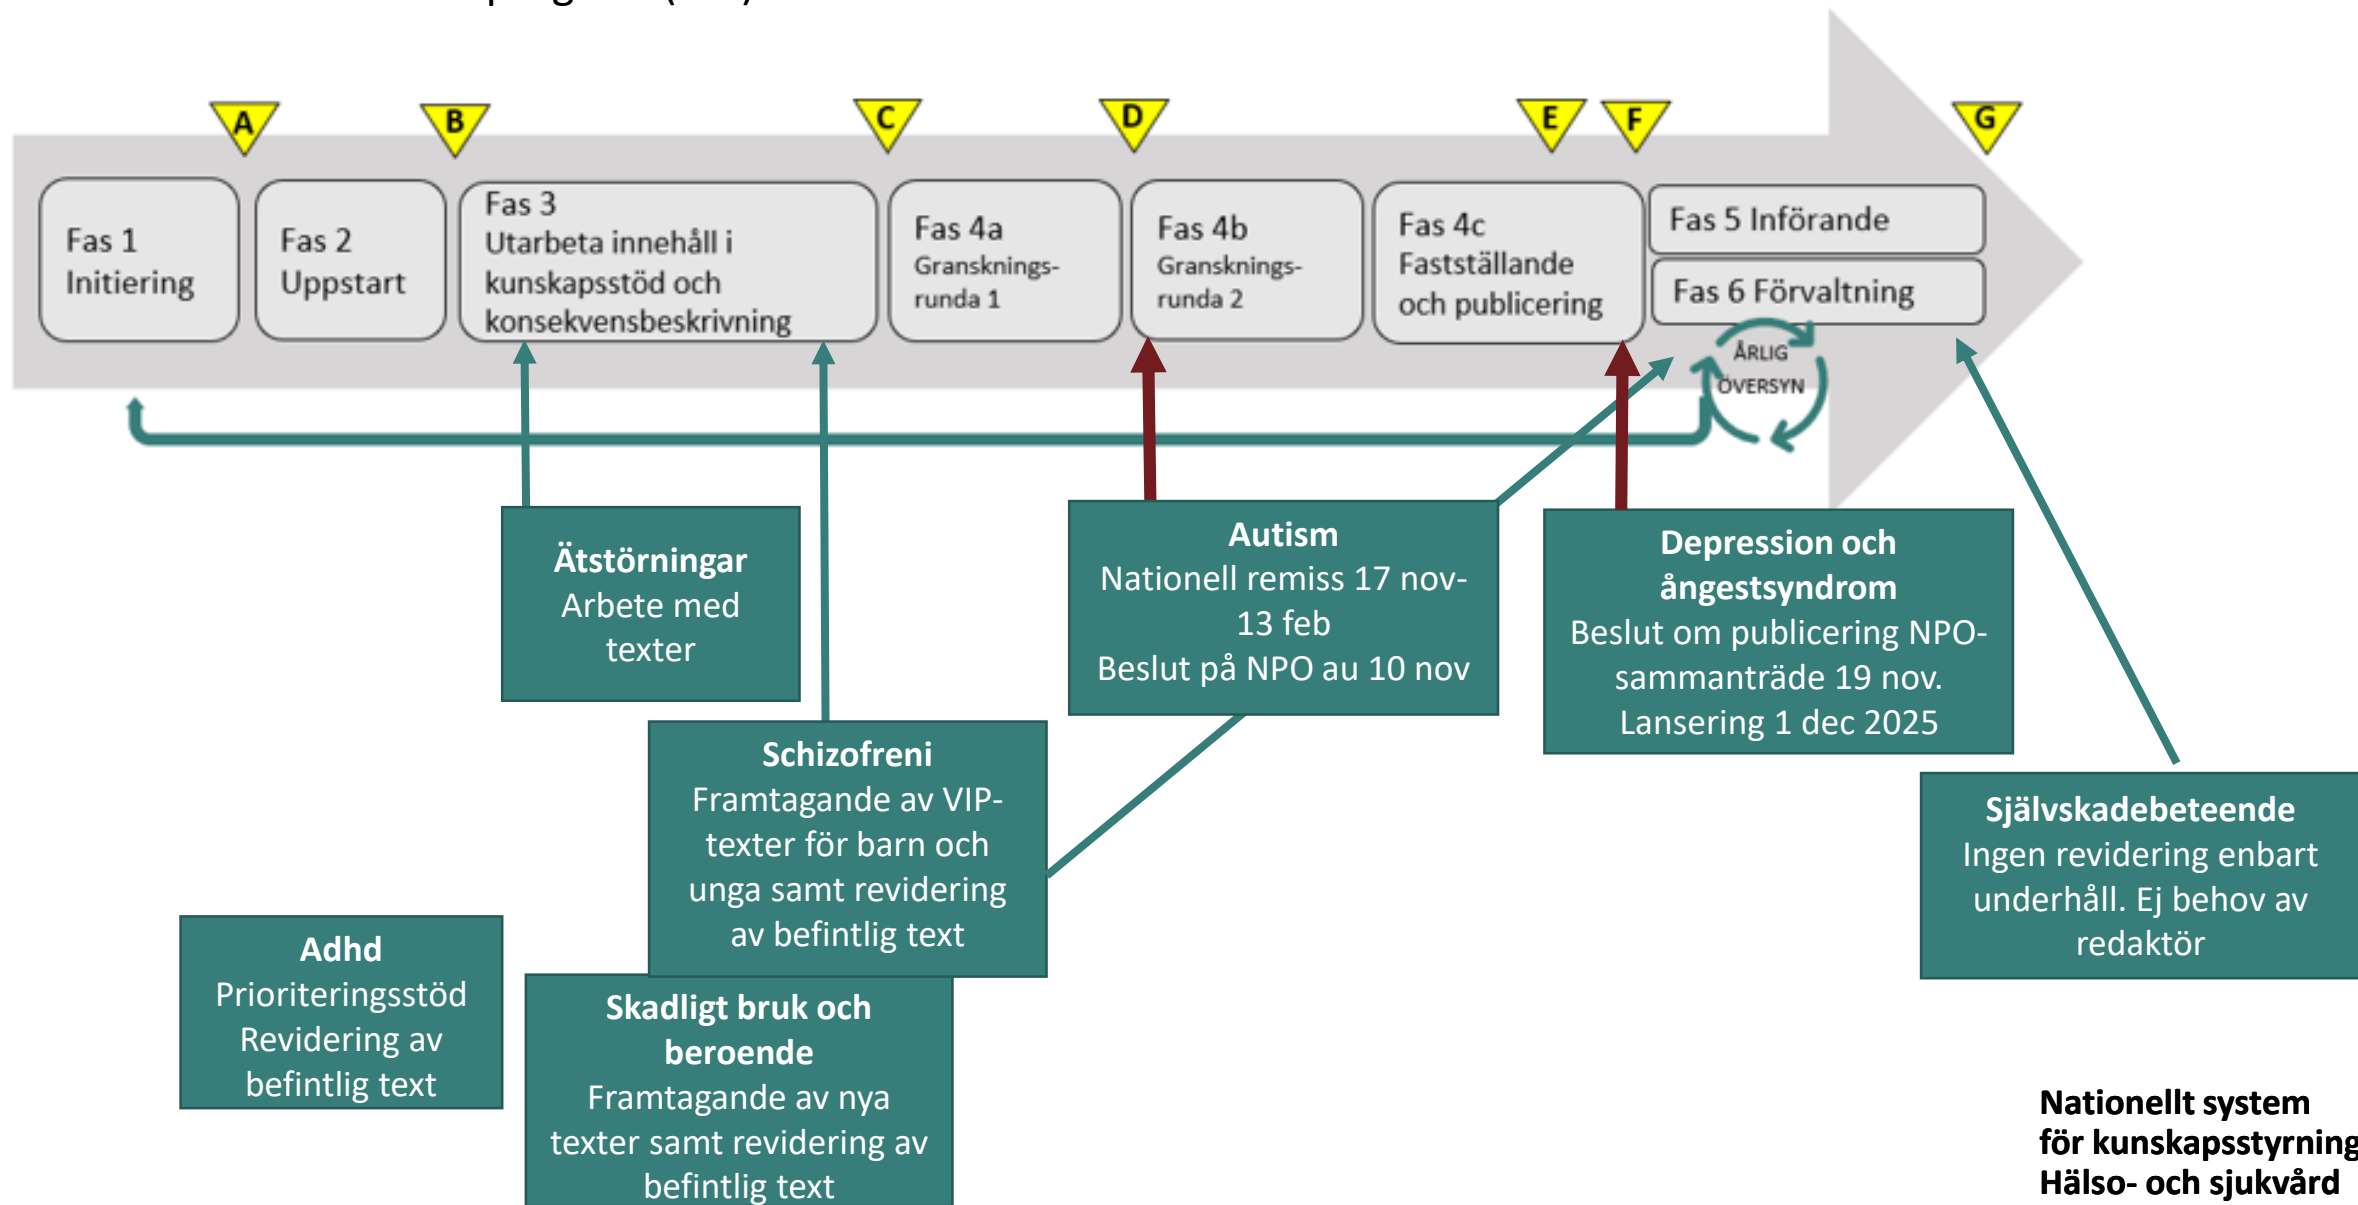 A
B
C
D
E
F
G
Fas 1
Initiering
Fas 2
Uppstart
Fas 3
Utarbeta innehåll i
kunskapsstöd och
konsekvensbeskrivning
Fas 4a
Gransknings-
runda 1
Fas 4b
Gransknings-
runda 2
Fas 4c
Fastställande
och publicering
Fas 5 Införande
Fas 6 Förvaltning
ÅRLIG
ÖVERSYN
Ätstörningar
Arbete med
texter
Autism
Nationell remiss 17 nov-
13 feb
Beslut på NPO au 10 nov
Depression och
ångestsyndrom
Beslut om publicering NPO-
sammanträde 19 nov.
Lansering 1 dec 2025
Schizofreni
Framtagande av VIP-
texter för barn och
unga samt revidering
av befintlig text
Självskadebeteende
Ingen revidering enbart
underhåll. Ej behov av
redaktör
Adhd
Prioriteringsstöd
Revidering av
befintlig text
Skadligt bruk och
beroende
Framtagande av nya
texter samt revidering av
befintlig text
Nationellt system
för kunskapsstyrning
Hälso- och sjukvård